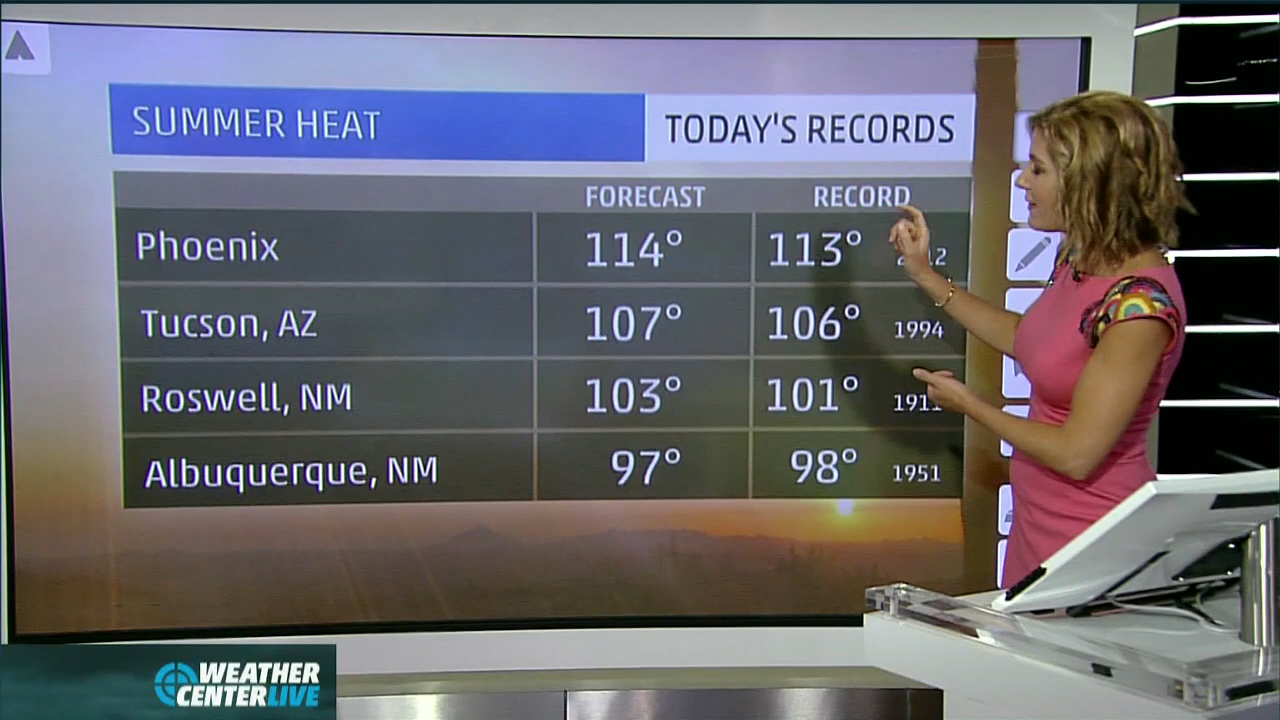 SUMMER HEAT TODAY'S RECORDS
FORECAST RECORD
Phoenix 114° 113°
Tucson, AZ 107° 106° 1994
Roswell, NM 103° 101° 1911
Albuquerque, NM 97° 98° 1951
WEATHER
CENTER LIVE